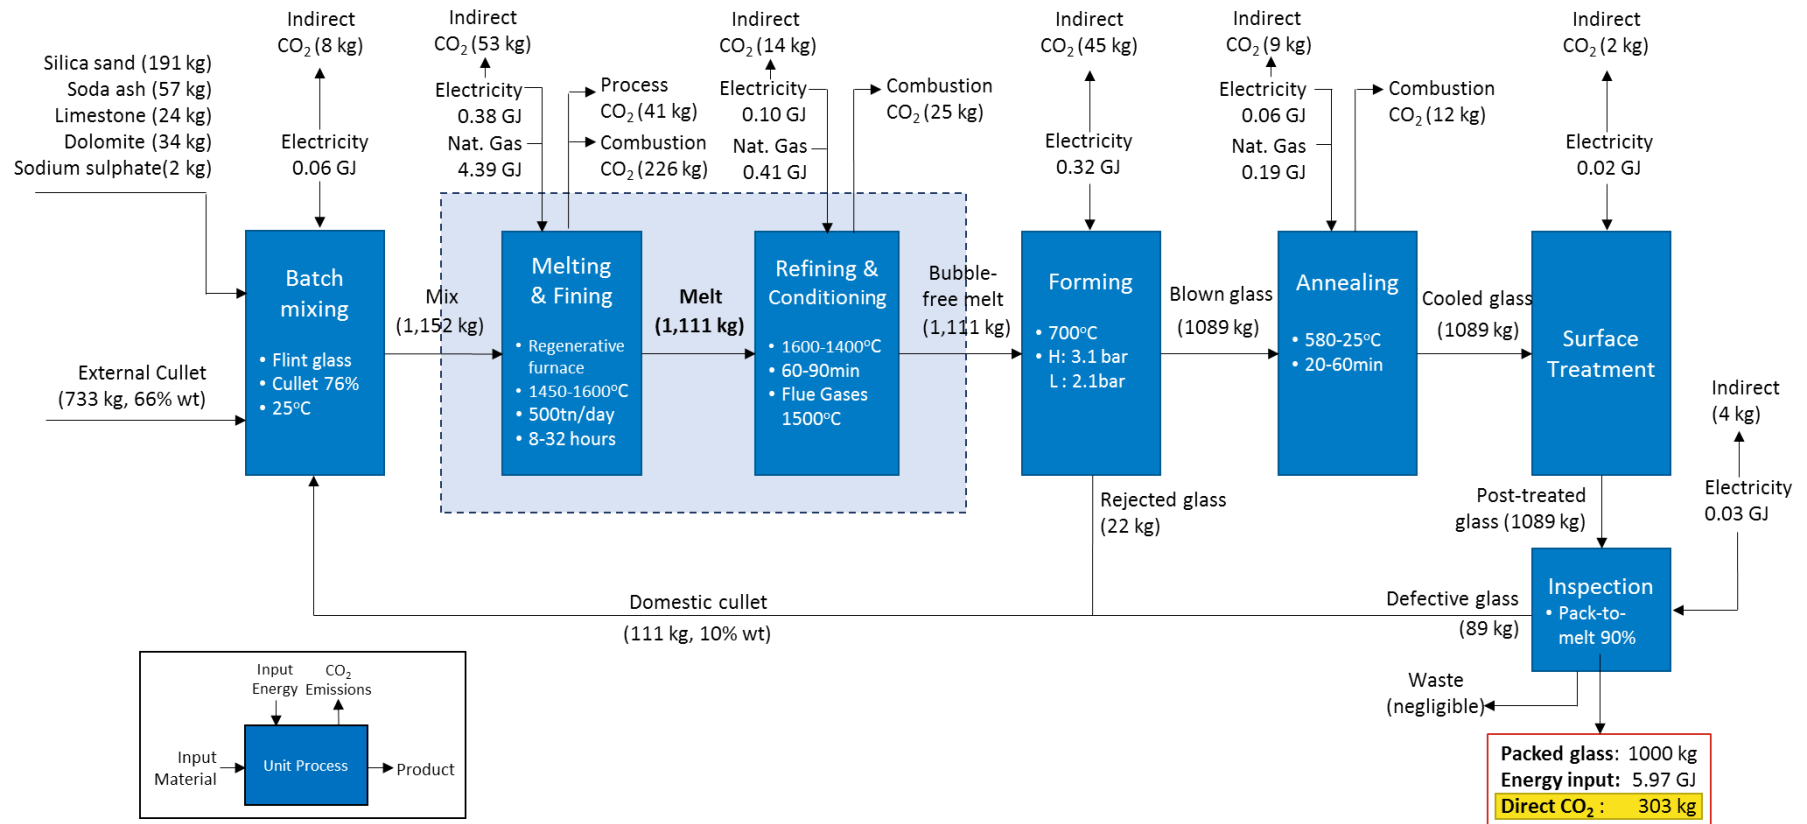 Indirect
CO2 (8 kg)
Indirect
CO2 (53 kg)
Indirect
CO2 (14 kg)
Indirect
CO2 (45 kg)
Indirect
CO2 (9 kg)
Indirect
CO2 (2 kg)
Silica sand (191 kg)
Soda ash (57 kg)
Limestone (24 kg)
Dolomite (34 kg)
Sodium sulphate(2 kg)
Electricity
0.06 GJ
Electricity
0.38 GJ
Nat. Gas
4.39 GJ
Process
CO2 (41 kg)
Combustion
CO2 (226 kg)
Electricity
0.10 GJ
Nat. Gas
0.41 GJ
Combustion
CO2 (25 kg)
Electricity
0.32 GJ
Electricity
0.06 GJ
Nat. Gas
0.19 GJ
Combustion
CO2 (12 kg)
Electricity
0.02 GJ
External Cullet
(733 kg, 66% wt)
Batch
mixing
• Flint glass
• Cullet 76%
• 25°C
Mix
(1,152 kg)
Melting
& Fining
• Regenerative
furnace
• 1450-1600°C
• 500tn/day
• 8-32 hours
Melt
(1,111 kg)
Refining &
Conditioning
• 1600-1400°C
• 60-90min
• Flue Gases
1500°C
Bubble-
free melt
(1,111 kg)
Forming
• 700°C
• H: 3.1 bar
L : 2.1bar
Blown glass
(1089 kg)
Annealing
• 580-25°C
• 20-60min
Cooled glass
(1089 kg)
Surface
Treatment
Indirect
(4 kg)
Electricity
0.03 GJ
Rejected glass
(22 kg)
Post-treated
glass (1089 kg)
Inspection
• Pack-to-
melt 90%
Domestic cullet
(111 kg, 10% wt)
Defective glass
(89 kg)
Waste
(negligible)
Input
Energy
CO2
Emissions
Input
Material
Unit Process
Product
Packed glass: 1000 kg
Energy input: 5.97 GJ
Direct CO2 : 303 kg